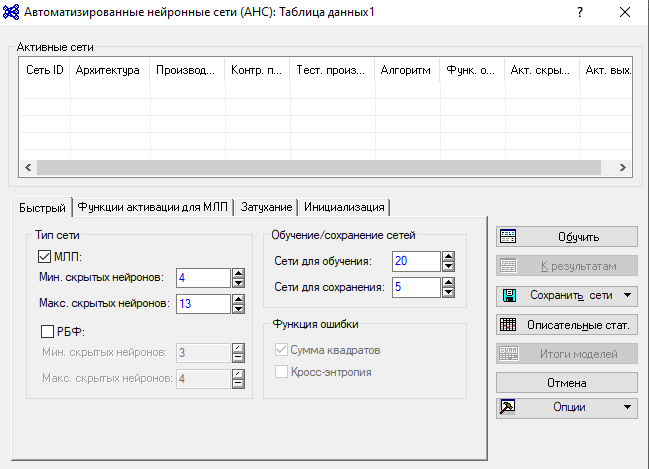 Автоматизированные нейронные сети (АНС): Таблица данных1
Активные сети
Сеть ID Архитектура Производ... Контр. п... Тест. произ... Алгоритм Функ. о... Акт. скры... Акт. вых.
Быстрый Функции активации для МЛП Затухание Инициализация
Тип сети
МЛП:
Мин. скрытых нейронов: 4
Макс. скрытых нейронов: 13
РБФ:
Мин. скрытых нейронов: 3
Макс. скрытых нейронов: 4
Обучение/сохранение сетей
Сети для обучения: 20
Сети для сохранения: 5
Функция ошибки
Сумма квадратов
Кросс-энтропия
Обучить
К результатам
Сохранить сети
Описательные стат.
Итоги моделей
Отмена
Опции